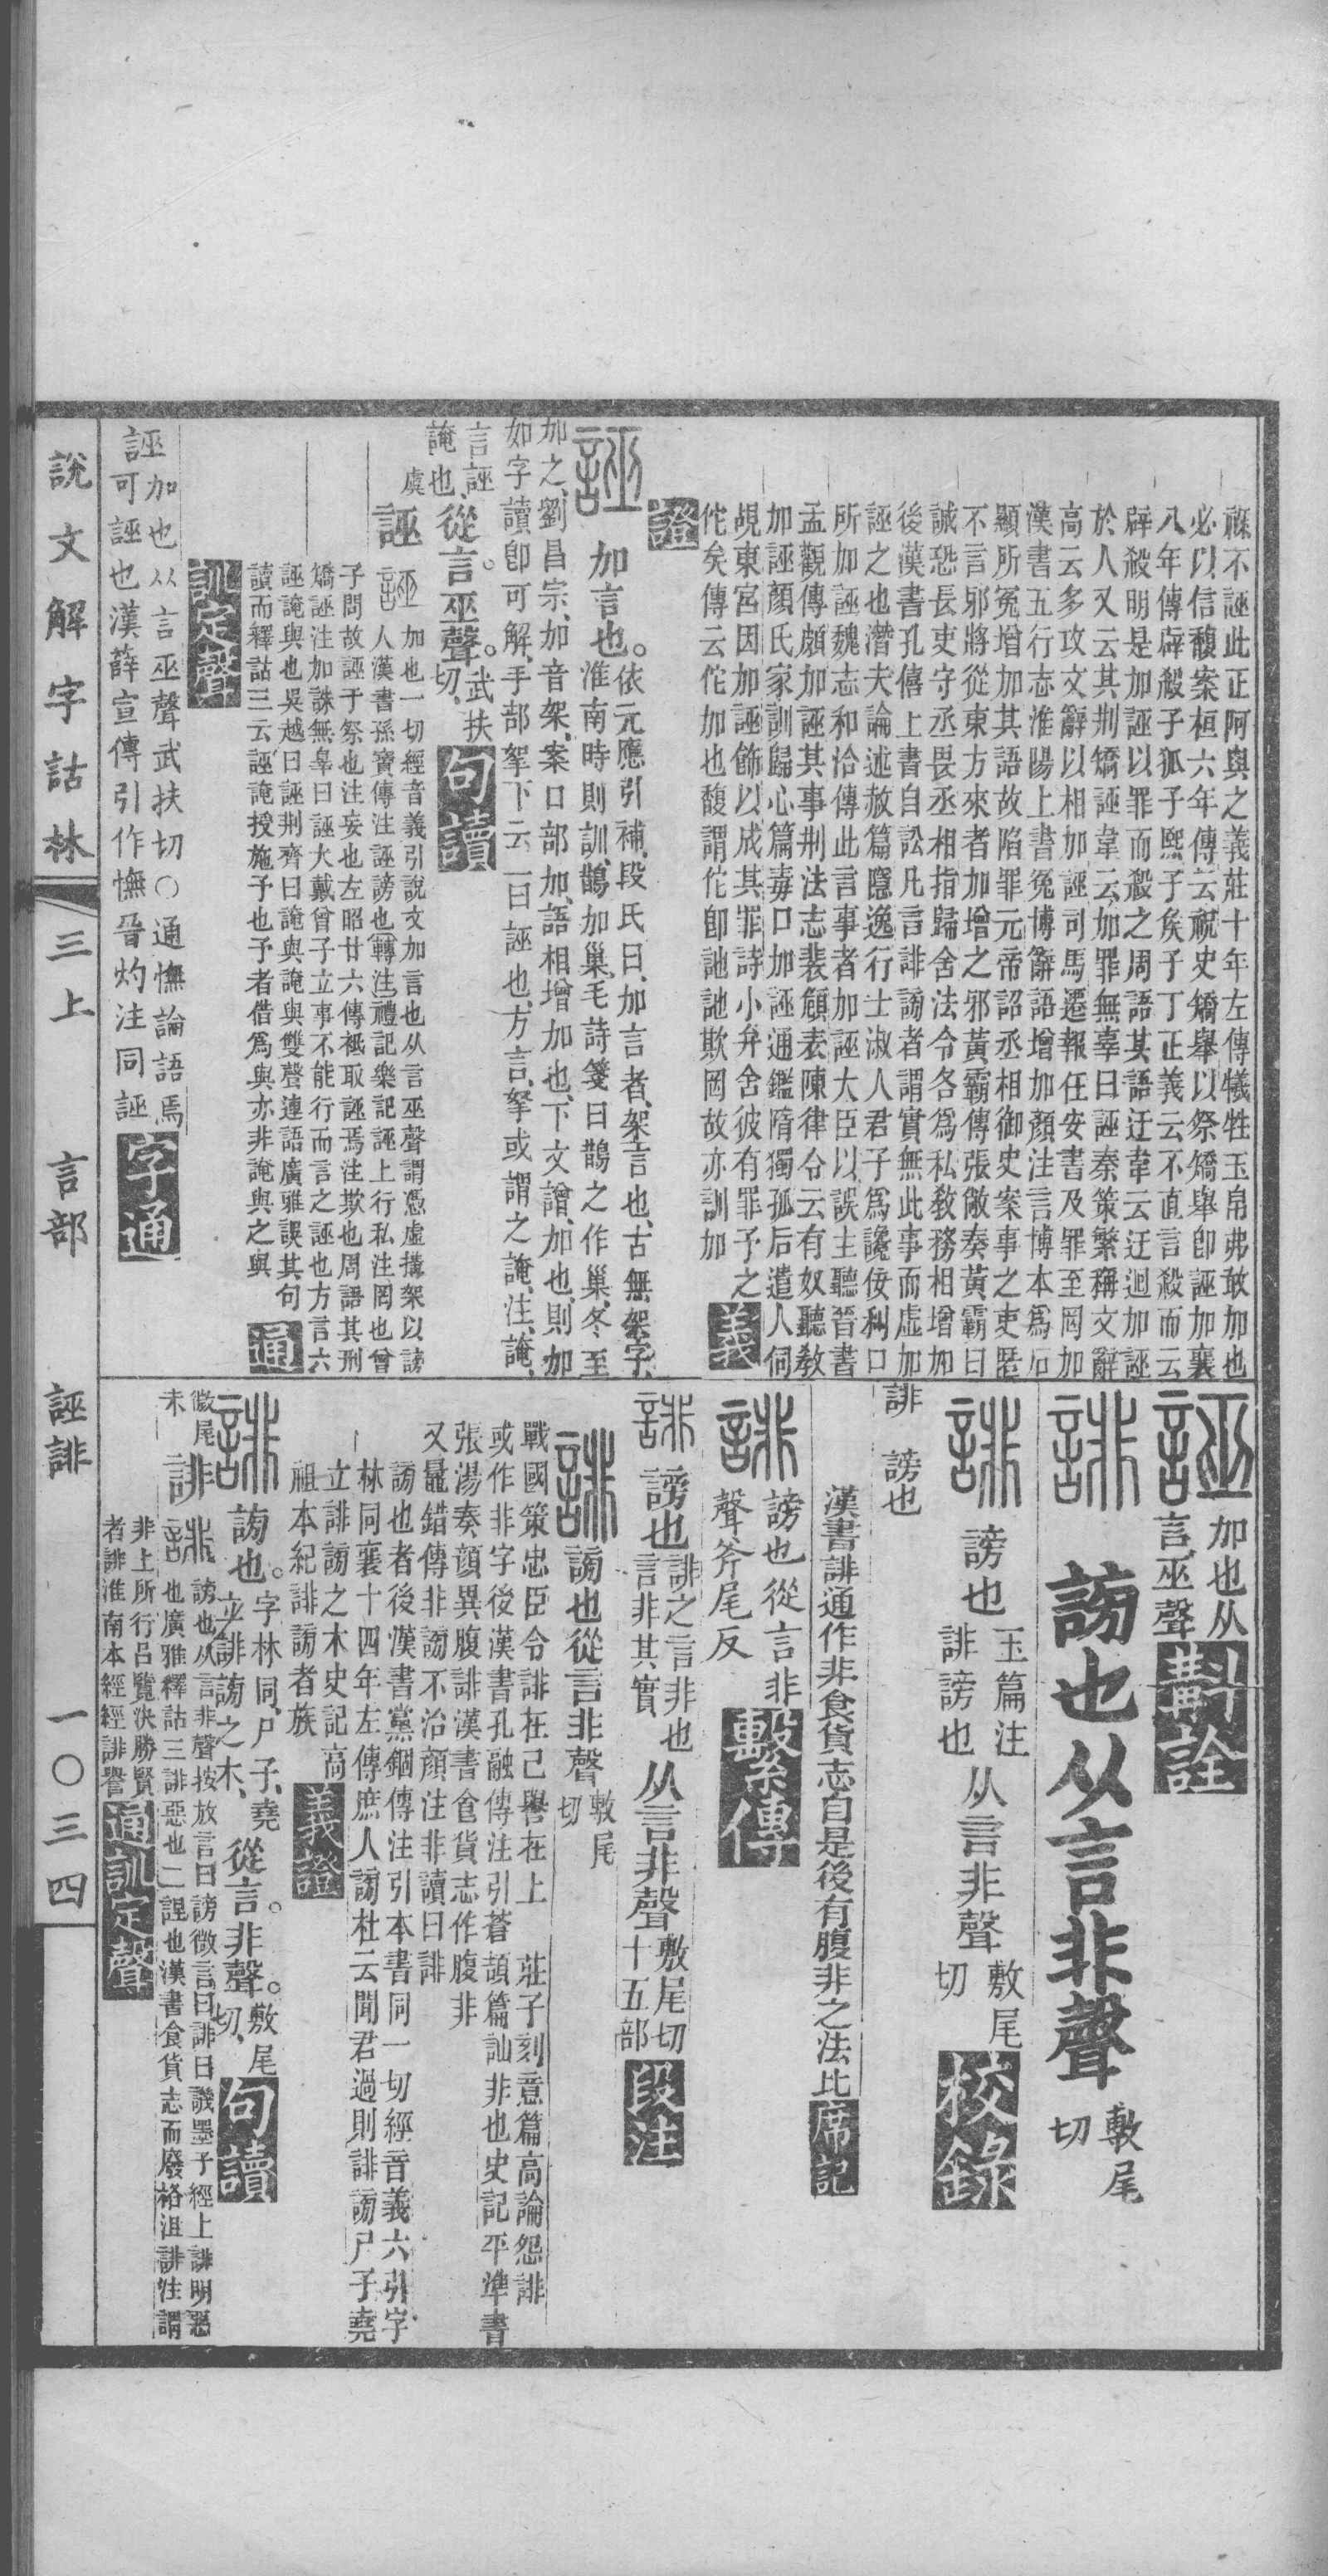 禖不誣此正阿與之義莊十年左傳犧牲玉帛弗敢加也
必以信馥案桓六年傳云祝史矯舉以祭矯舉卽誣加襄
八年傳辟殺子狐子熙子矦子丁正義云不直言殺而云
辟殺明是加誣以罪而殺之周語其語迂韋云迂迴加誣
於人又云其刑矯誣韋云加罪無辜曰誣秦策繁稱文辭
高云多攻文辭以相加誣司馬遷報任安書及罪至罔加
漢書五行志淮陽上書冤博辭語增加顏注言博本爲石
顯所冤增加其語故陷罪元帝詔丞相御史案事之吏匿
不言邪將從東方來者加增之邪黃霸傳張敞奏黃霸曰
誠恐長吏守丞畏丞相指歸舍法令各爲私敎務相增加
後漢書孔僖上書自訟凡言誹謗者謂實無此事而虛加
誣之也潛夫論述赦篇隱逸行士淑人君子爲讒佞利口
所加誣魏志和洽傳此言事者加誣大臣以誤主聽晉書
孟觀傳頗加誣其事刑法志裴頠表陳律令云有奴聽敎
加誣顏氏家訓歸心篇毒口加誣通鑑隋獨孤后遣人伺
覘東宮因加誣飾以成其罪詩小弁舍彼有罪予之
佗矣傳云佗加也馥謂佗卽訑訑欺罔故亦訓加
義
證
誣 加言也。依元應引補、段氏曰、加言者、架言也、古無架字、
淮南時則訓、鵲加巢、毛詩箋曰鵲之作巢、冬至
加之、劉昌宗、加音架、案口部加、語相增加也、下文譄、加也、則加
如字讀卽可解、手部挐下云、一曰誣也、方言、挐或謂之䛳、注、䛳、
言誣
䛳也、從言。巫聲。武扶
切、
句讀
虞 誣 誣 加也一切經音義引說文加言也从言巫聲謂憑虛搆架以謗
人漢書孫寶傳注誣謗也轉注禮記樂記誣上行私注罔也曾
子問故誣于祭也注妄也左昭廿六傳祗取誣焉注欺也周語其刑
矯誣注加誅無辠曰誣大戴曾子立事不能行而言之誣也方言六
誣䛳與也吳越曰誣荆齊曰䛳與䛳與雙聲連語廣雅誤其句
讀而釋詁三云誣䛳授施予也予者借爲與亦非䛳與之與
通
訓定聲
誣加也从言巫聲武扶切○通憮論語焉
可誣也漢薛宣傳引作憮晉灼注同誣
字通
誣 加也从
言巫聲
斠詮
誹 謗也从言非聲 敷尾
切
誹 謗也 玉篇注
誹謗也
从言非聲 敷尾
切
校錄
誹 謗也
漢書誹通作非食貨志自是後有腹非之法比
席記
誹 謗也從言非
聲斧尾反
繫傳
誹 謗也 誹之言非也
言非其實
从言非聲 敷尾切
十五部
段注
誹 謗也從言非聲 敷尾
切
戰國策忠臣令誹在己譽在上 莊子刻意篇高論怨誹
或作非字後漢書孔融傳注引蒼頡篇訕非也史記平準書
張湯奏顏異腹誹漢書食貨志作腹非
又鼂錯傳非謗不治顏注非讀曰誹
謗也者後漢書黨錮傳注引本書同一切經音義六引字
林同襄十四年左傳庶人謗杜云聞君過則誹謗尸子堯
立誹謗之木史記高
祖本紀誹謗者族
義證
誹 謗也。字林同、尸子、堯
立誹謗之木、
從言。非聲。敷尾
切、
句讀
微尾
未
誹 誹 謗也从言非聲按放言曰謗微言曰誹曰譏墨子經上誹明惡
也廣雅釋詁三誹惡也二諻也漢書食貨志而廢格沮誹注謂
非上所行呂覽決勝賢
者誹淮南本經經誹譽
通訓定聲
說文解字詁林 三上 言部 誣誹 一〇三四